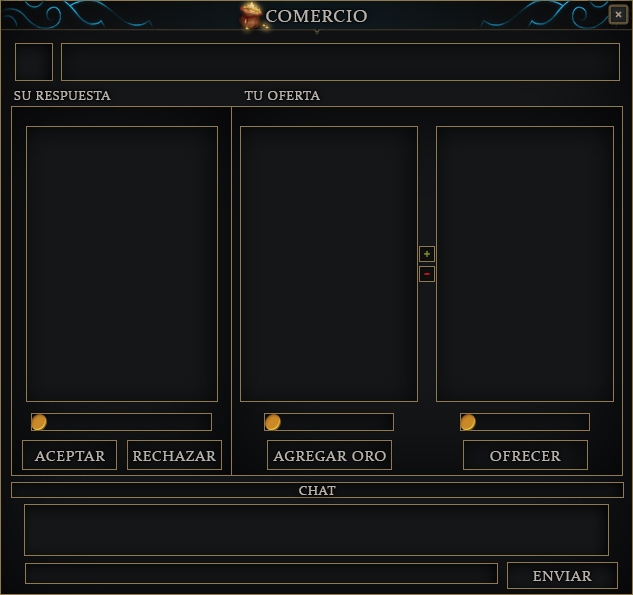 COMERCIO
×
SU RESPUESTA
TU OFERTA
+
-
ACEPTAR
RECHAZAR
AGREGAR ORO
OFRECER
CHAT
ENVIAR